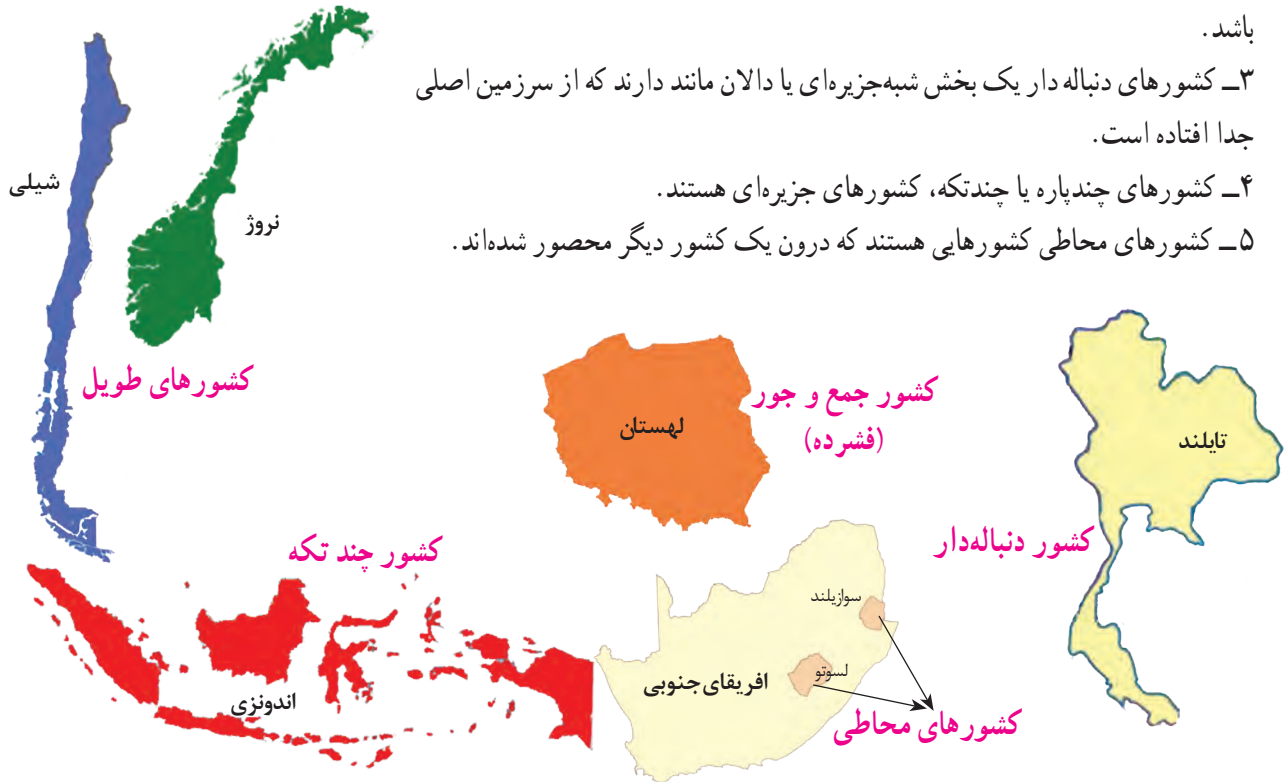 باشد.
۳ــ کشورهای دنباله دار یک بخش شبه‌جزیره‌ای یا دالان مانند دارند که از سرزمین اصلی
جدا افتاده است.
۴ــ کشورهای چندپاره یا چندتکه، کشورهای جزیره‌ای هستند.
۵ــ کشورهای محاطی کشورهایی هستند که درون یک کشور دیگر محصور شده‌اند.
شیلی
نروژ
کشورهای طویل
کشور جمع و جور
(فشرده)
لهستان
تایلند
کشور دنباله‌دار
کشور چند تکه
اندونزی
سوازیلند
لسوتو
افریقای جنوبی
کشورهای محاطی